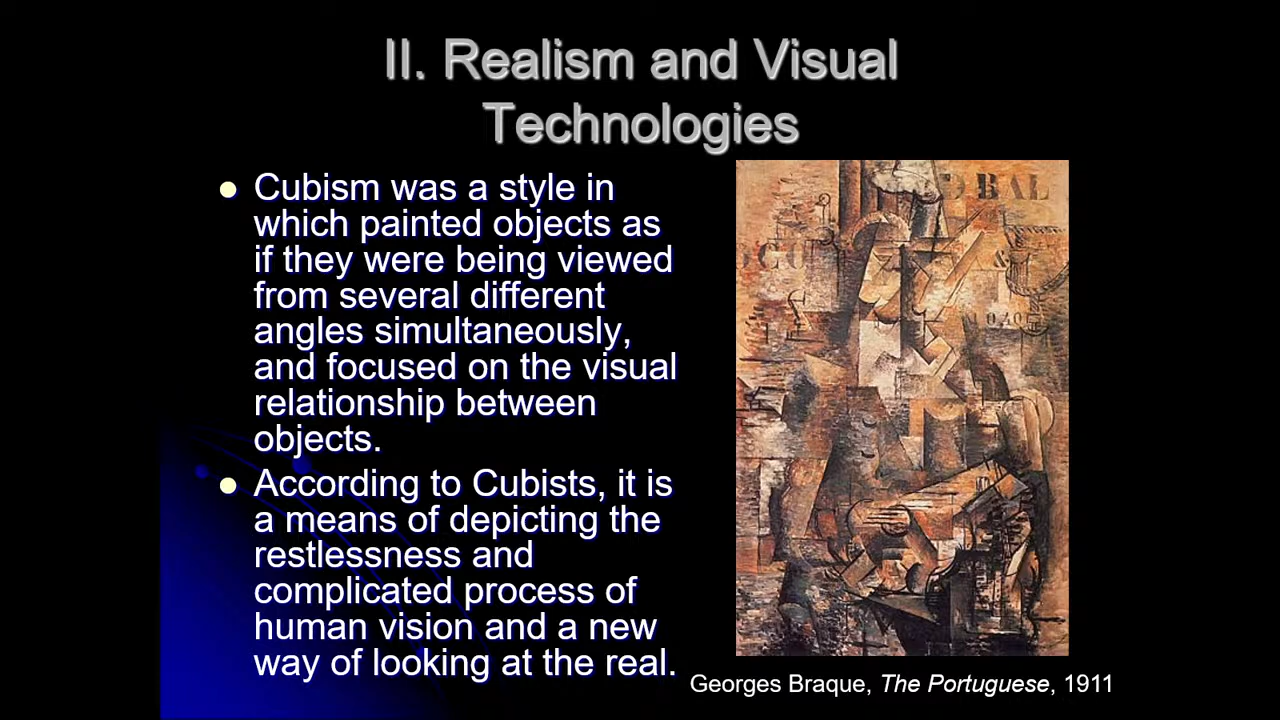 II. Realism and Visual
Technologies
Cubism was a style in
which painted objects as
if they were being viewed
from several different
angles simultaneously,
and focused on the visual
relationship between
objects.
According to Cubists, it is
a means of depicting the
restlessness and
complicated process of
human vision and a new
way of looking at the real.
BAL
&
Georges Braque, The Portuguese, 1911